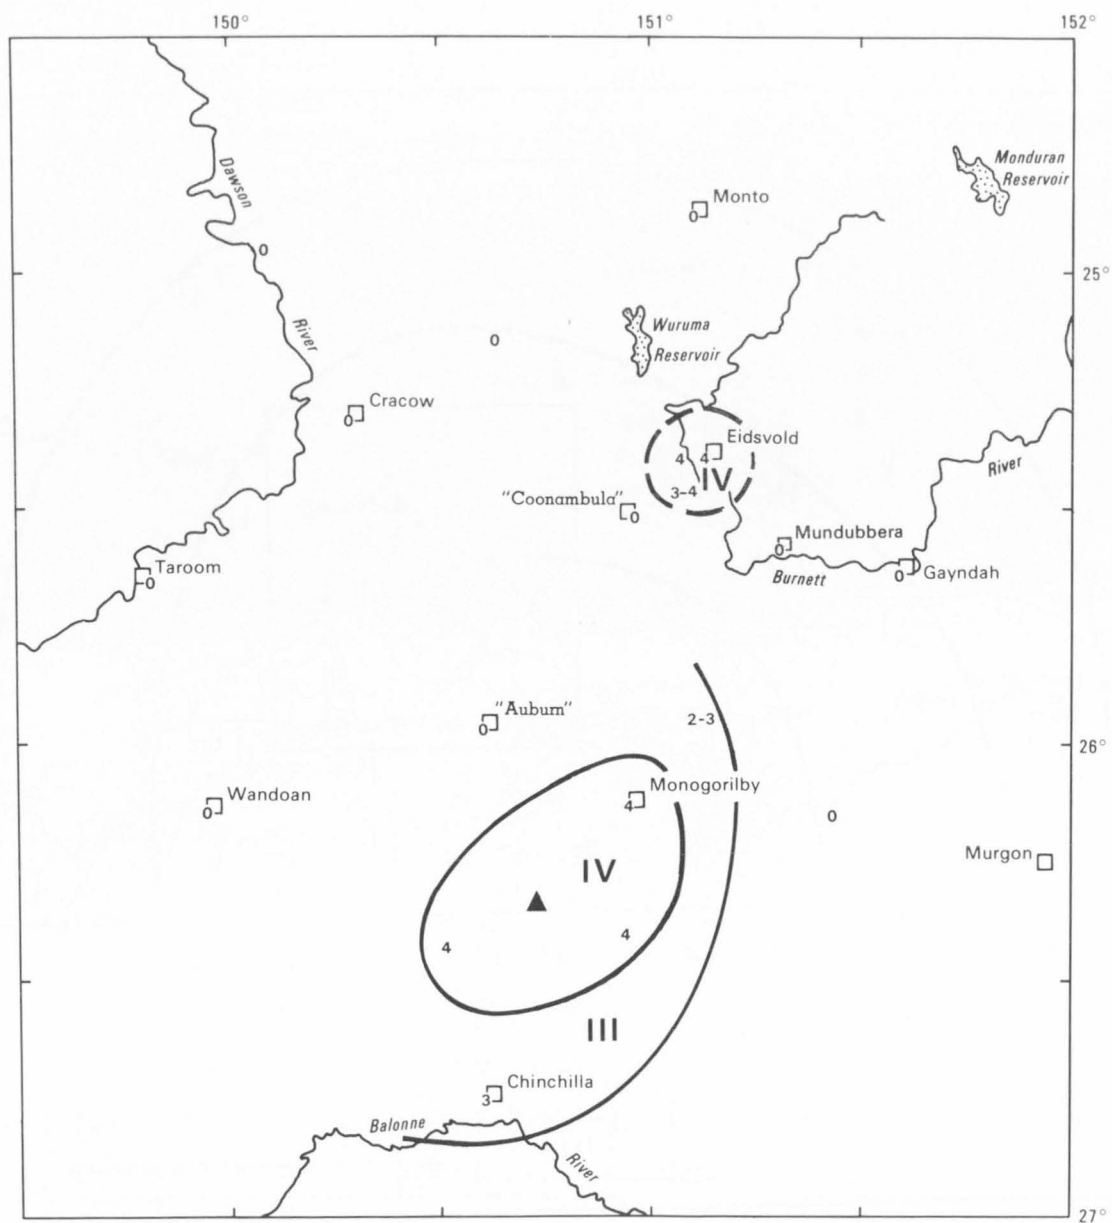 150°
151°
152°
Dawson
River
0
Monto
0
Monduran
Reservoir
25°
Wuruma
Reservoir
0
Cracow
0
Eidsvold
4
4
IV
3-4
River
"Coonambula"
0
Mundubbera
0
Taroom
0
Burnett
Gayndah
0
"Auburn"
0
2-3
26°
Monogorilby
4
Wandoan
0
0
Murgon
IV
4
4
III
Chinchilla
3
Balonne
River
27°